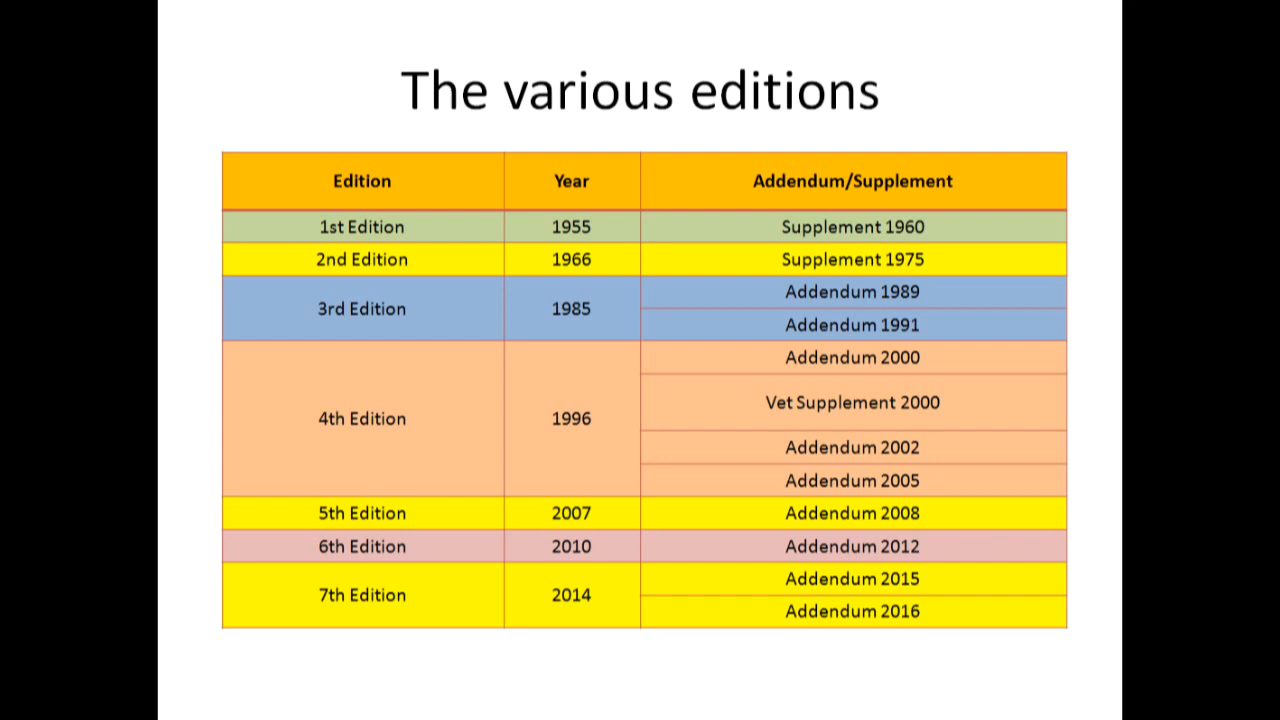 The various editions
Edition Year Addendum/Supplement
1st Edition 1955 Supplement 1960
2nd Edition 1966 Supplement 1975
3rd Edition 1985 Addendum 1989
Addendum 1991
4th Edition 1996 Addendum 2000
Vet Supplement 2000
Addendum 2002
Addendum 2005
5th Edition 2007 Addendum 2008
6th Edition 2010 Addendum 2012
7th Edition 2014 Addendum 2015
Addendum 2016